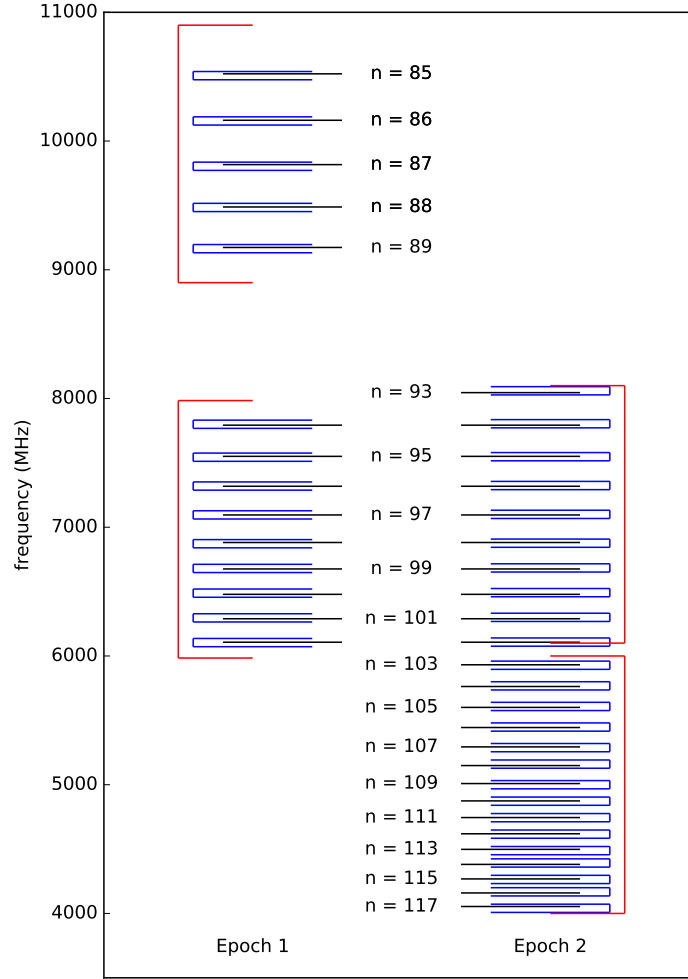 11000
n = 85
10000
n = 86
n = 87
n = 88
n = 89
9000
8000
n = 93
n = 95
frequency (MHz)
7000
n = 97
n = 99
n = 101
6000
n = 103
n = 105
n = 107
5000
n = 109
n = 111
n = 113
n = 115
n = 117
4000
Epoch 1
Epoch 2